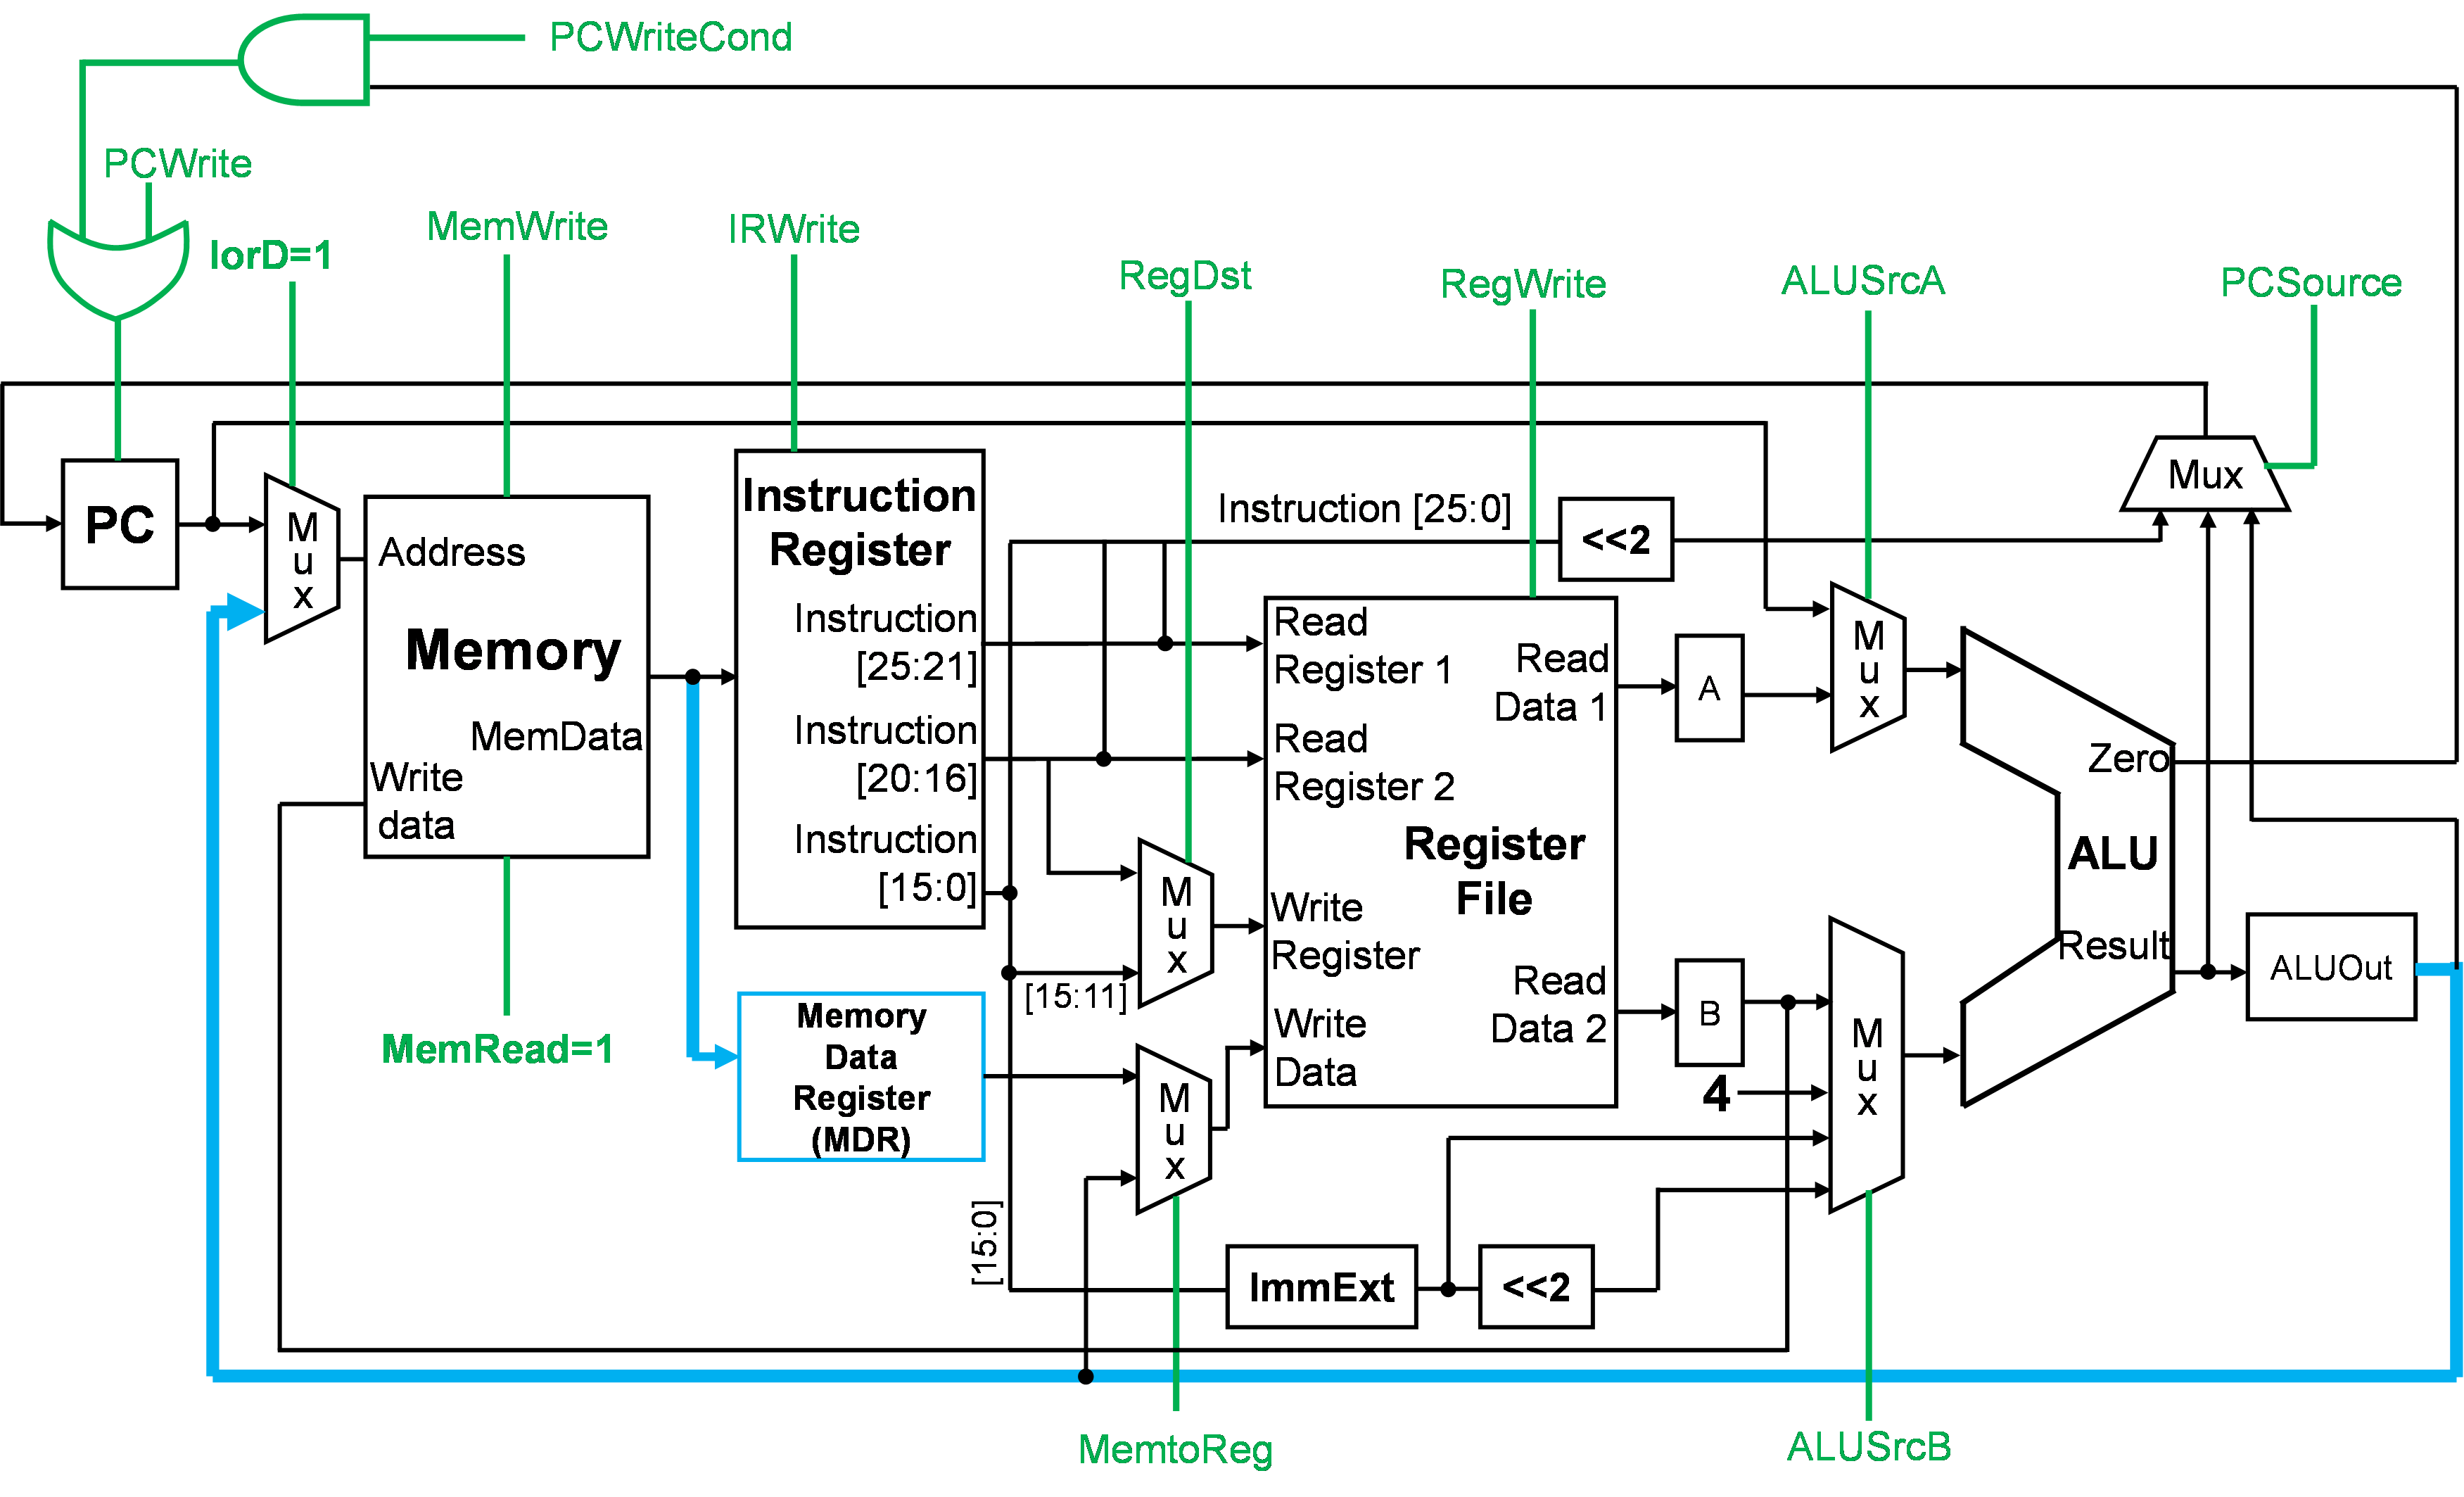 PCWriteCond
PCWrite
IorD=1
MemWrite
IRWrite
RegDst
RegWrite
ALUSrcA
PCSource
PC
M
u
x
Address
Memory
MemData
Write
data
MemRead=1
Instruction
Register
Instruction
[25:21]
Instruction
[20:16]
Instruction
[15:0]
Memory
Data
Register
(MDR)
Instruction [25:0]
<<2
Mux
[15:11]
M
u
x
M
u
x
MemtoReg
[15:0]
Read
Register 1
Read
Register 2
Register
File
Write
Register
Write
Data
Read
Data 1
Read
Data 2
A
B
4
M
u
x
M
u
x
ALUSrcB
ImmExt
<<2
Zero
ALU
Result
ALUOut